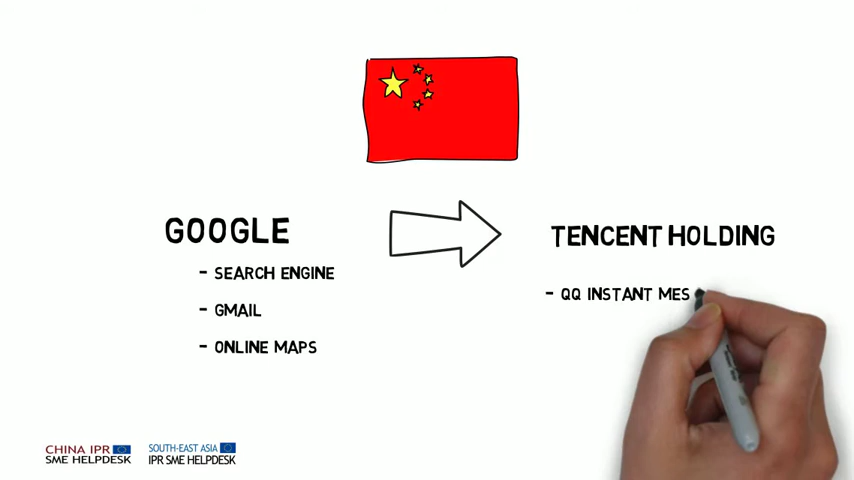 GOOGLE
- SEARCH ENGINE
- GMAIL
- ONLINE MAPS
TENCENT HOLDING
- QQ INSTANT MES
CHINA IPR
SME HELPDESK
SOUTH-EAST ASIA
IPR SME HELPDESK